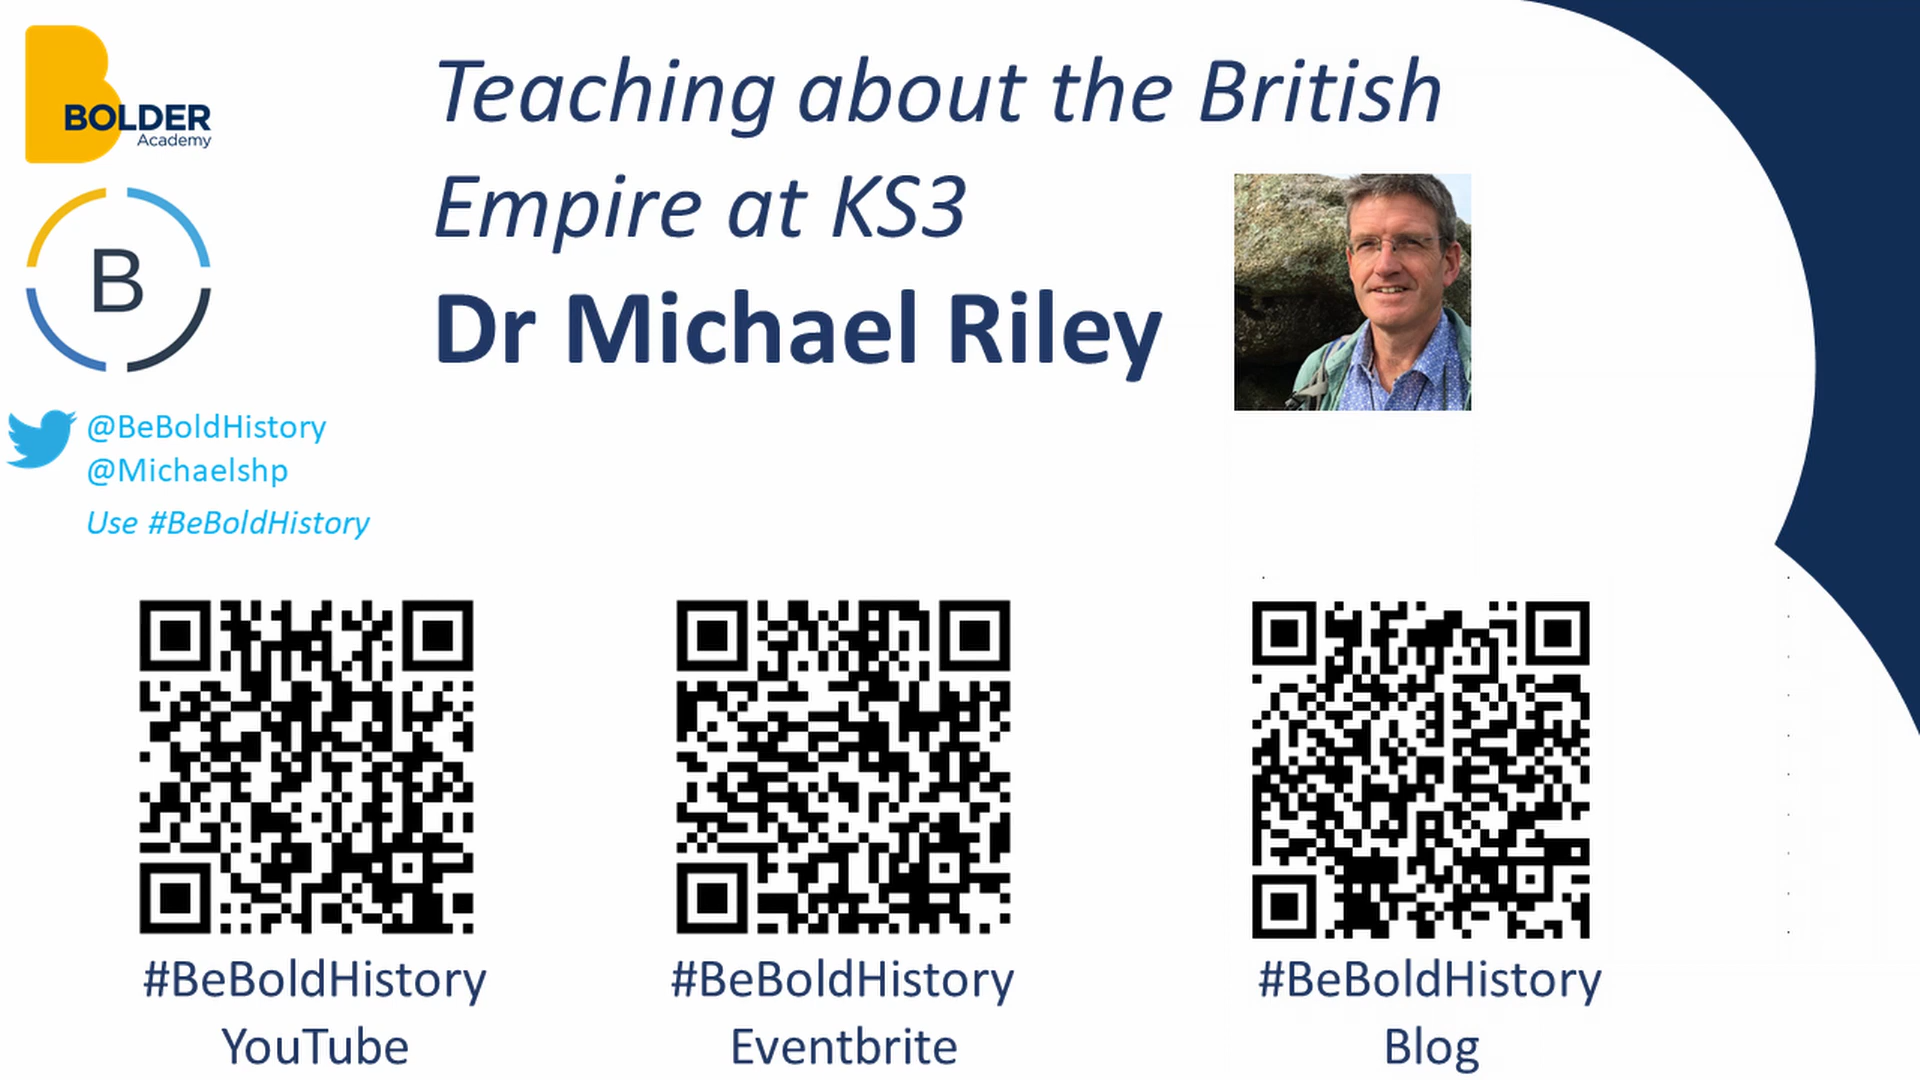 BOLDER
Academy
B
Teaching about the British
Empire at KS3
Dr Michael Riley
@BeBoldHistory
@Michaelshp
Use #BeBoldHistory
#BeBoldHistory
YouTube
#BeBoldHistory
Eventbrite
#BeBoldHistory
Blog